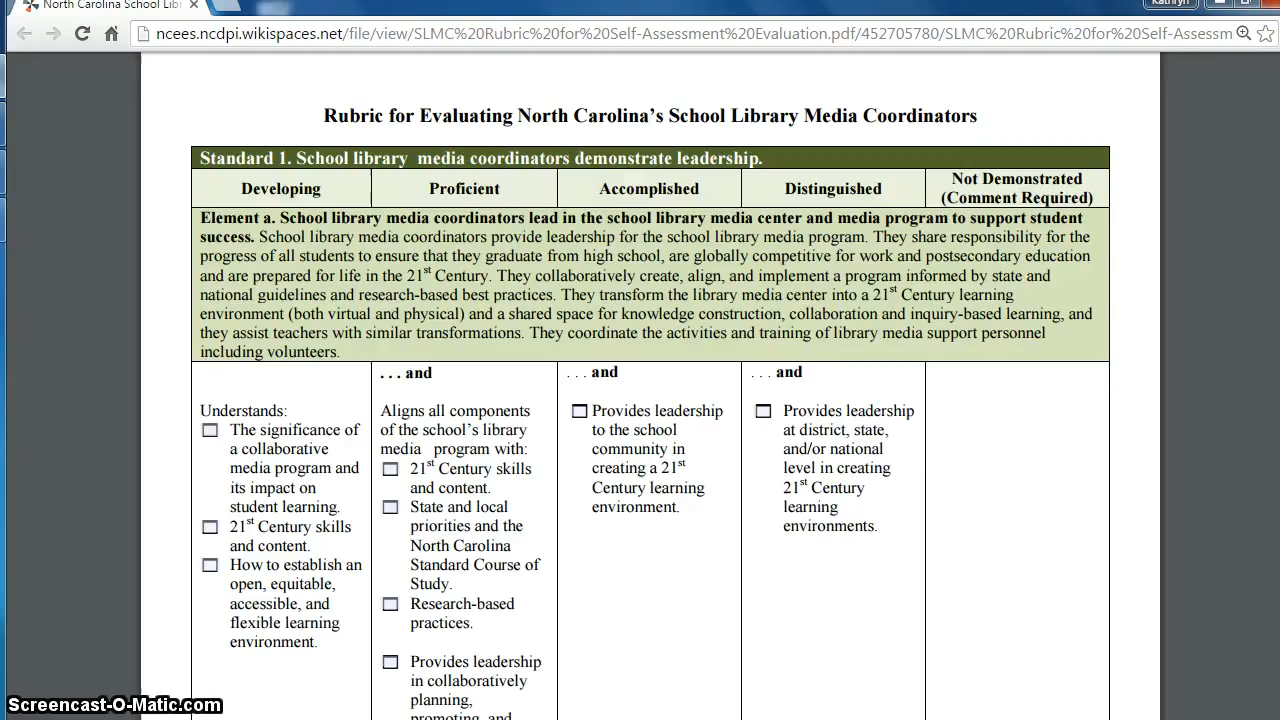 North Carolina School Lib
Kathryn
ncees.ncdpi.wikispaces.net/file/view/SLMC%20Rubric%20for%20Self-Assessment%20Evaluation.pdf/452705780/SLMC%20Rubric%20for%20Self-Assessm
Rubric for Evaluating North Carolina's School Library Media Coordinators
Standard 1. School library media coordinators demonstrate leadership.
Developing
Proficient
Accomplished
Distinguished
Not Demonstrated
(Comment Required)
Element a. School library media coordinators lead in the school library media center and media program to support student
success. School library media coordinators provide leadership for the school library media program. They share responsibility for the
progress of all students to ensure that they graduate from high school, are globally competitive for work and postsecondary education
and are prepared for life in the 21st Century. They collaboratively create, align, and implement a program informed by state and
national guidelines and research-based best practices. They transform the library media center into a 21st Century learning
environment (both virtual and physical) and a shared space for knowledge construction, collaboration and inquiry-based learning, and
they assist teachers with similar transformations. They coordinate the activities and training of library media support personnel
including volunteers.
Understands:
The significance of
a collaborative
media program and
its impact on
student learning.
21st Century skills
and content.
How to establish an
open, equitable,
accessible, and
flexible learning
environment.
. . . and
Aligns all components
of the school's library
media program with:
21st Century skills
and content.
State and local
priorities and the
North Carolina
Standard Course of
Study.
Research-based
practices.
Provides leadership
in collaboratively
planning,
promoting, and
. . . and
Provides leadership
to the school
community in
creating a 21st
Century learning
environment.
. . . and
Provides leadership
at district, state,
and/or national
level in creating
21st Century
learning
environments.
Screencast-O-Matic.com